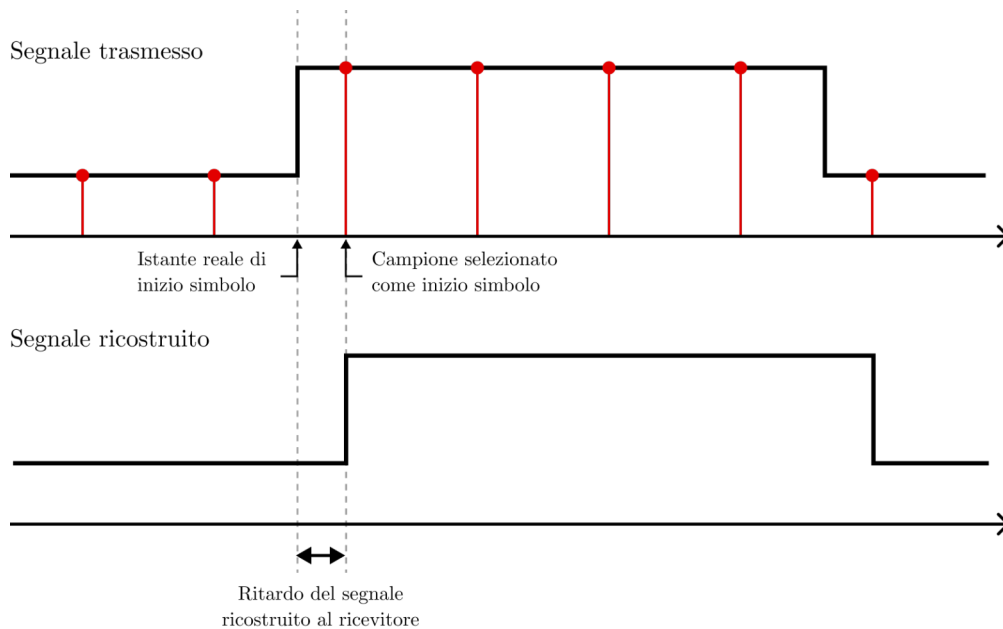 Segnale trasmesso
Istante reale di
inizio simbolo
Campione selezionato
come inizio simbolo
Segnale ricostruito
Ritardo del segnale
ricostruito al ricevitore